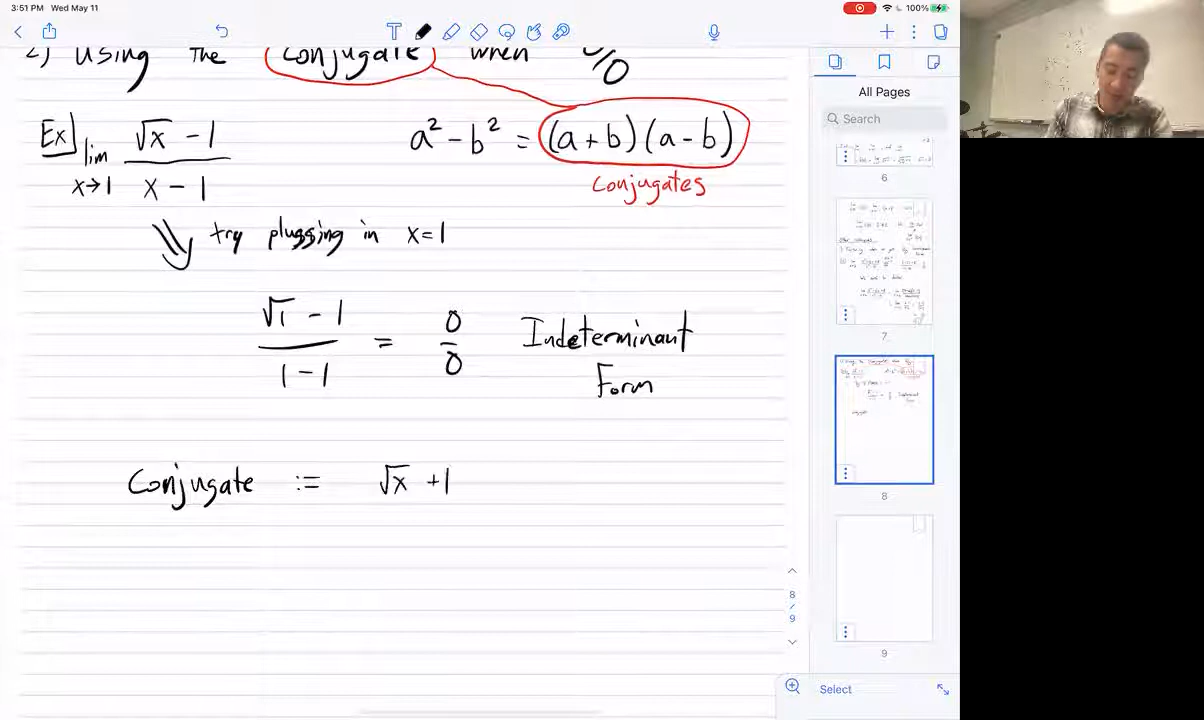 3:51 PM Wed May 11
100%
2) Using the conjugate when 0/0
All Pages
Search
Ex] lim x→1 (√x - 1)/(x - 1)
a² - b² = (a + b)(a - b)
conjugates
try plugging in x=1
(√1 - 1)/(1 - 1) = 0/0 Indeterminant
Form
Conjugate := √x + 1
6
7
8
9
8
/
9
Select